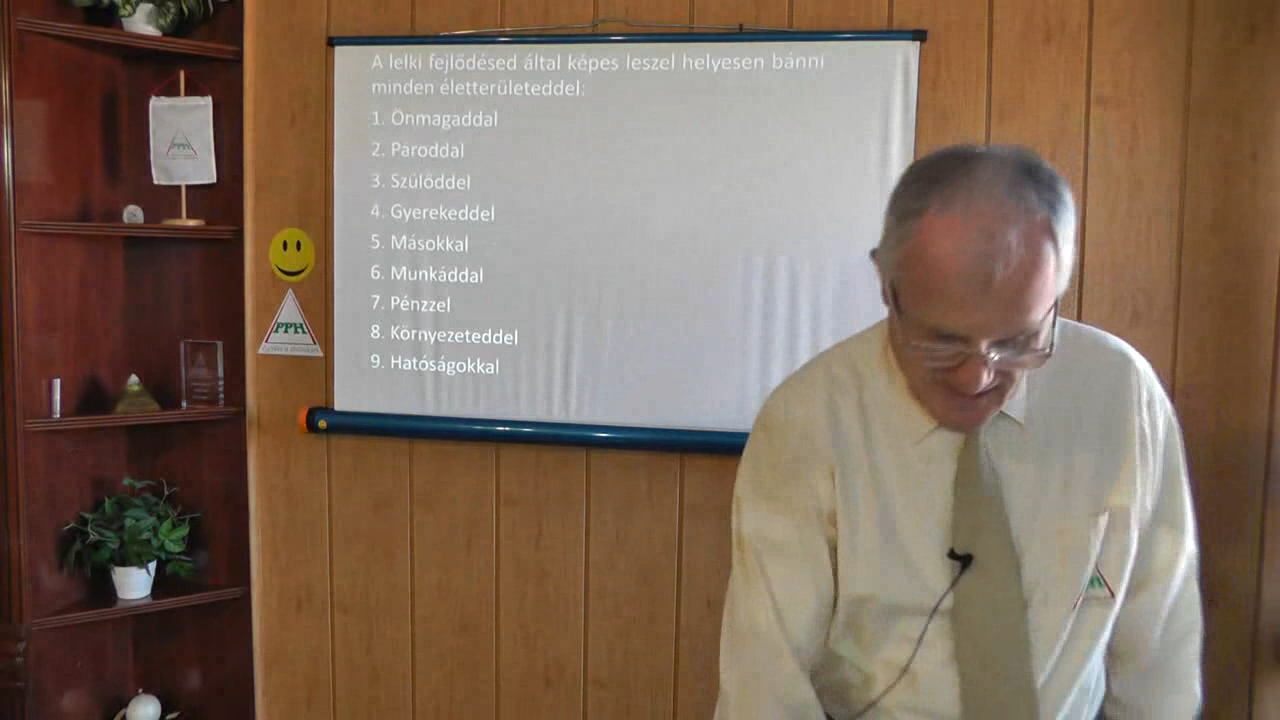 A lelki fejlődésed által képes leszel helyesen bánni
minden életterületeddel:
1. Önmagaddal
2. Pároddal
3. Szülőddel
4. Gyerekeddel
5. Másokkal
6. Munkáddal
7. Pénzzel
8. Környezeteddel
9. Hatóságokkal
PPH
PPH